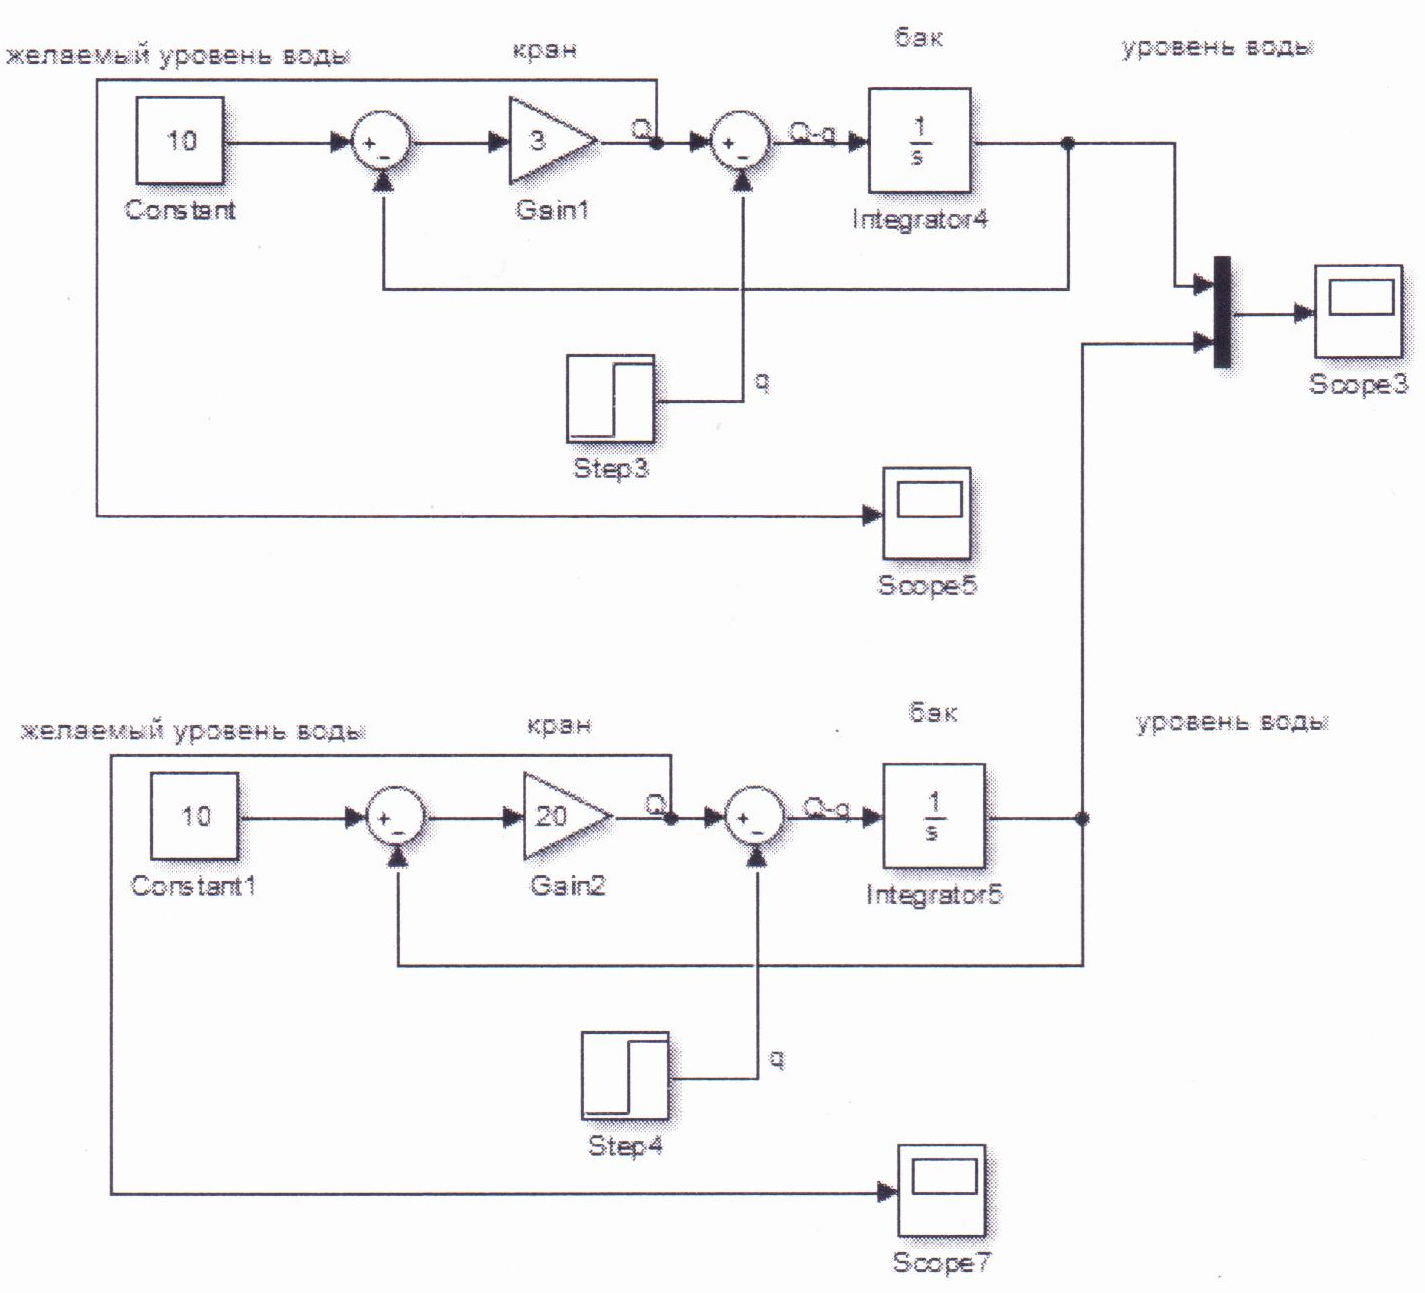 желаемый уровень воды
кран
бак
уровень воды
10
+
-
3
Q
+
-
Q-q
1
s
Constant
Gain1
Integrator4
q
Scope3
Step3
Scope5
желаемый уровень воды
кран
бак
уровень воды
10
+
-
20
Q
+
-
Q-q
1
s
Constant1
Gain2
Integrator5
q
Step4
Scope7